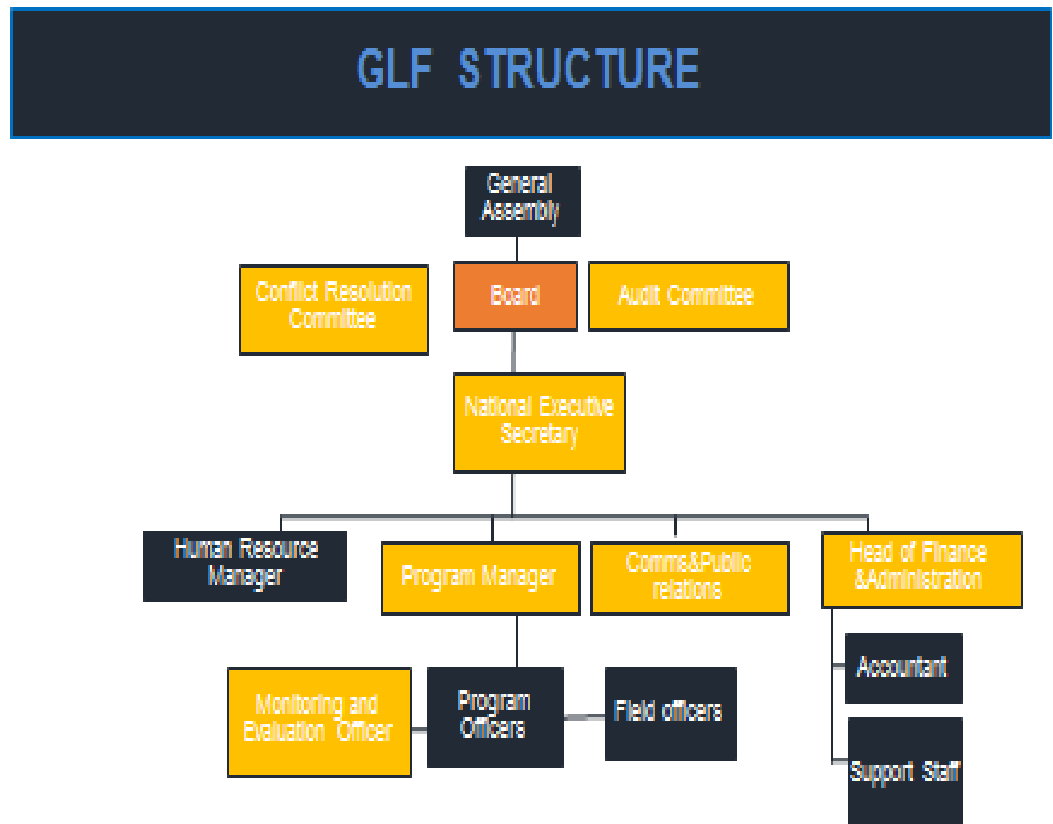 GLF STRUCTURE
General
Assembly
Conflict Resolution
Committee
Board
Audit Committee
National Executive
Secretary
Human Resource
Manager
Program Manager
Comms&Public
relations
Head of Finance
&Administration
Monitoring and
Evaluation Officer
Program
Officers
Field officers
Accountant
Support Staff